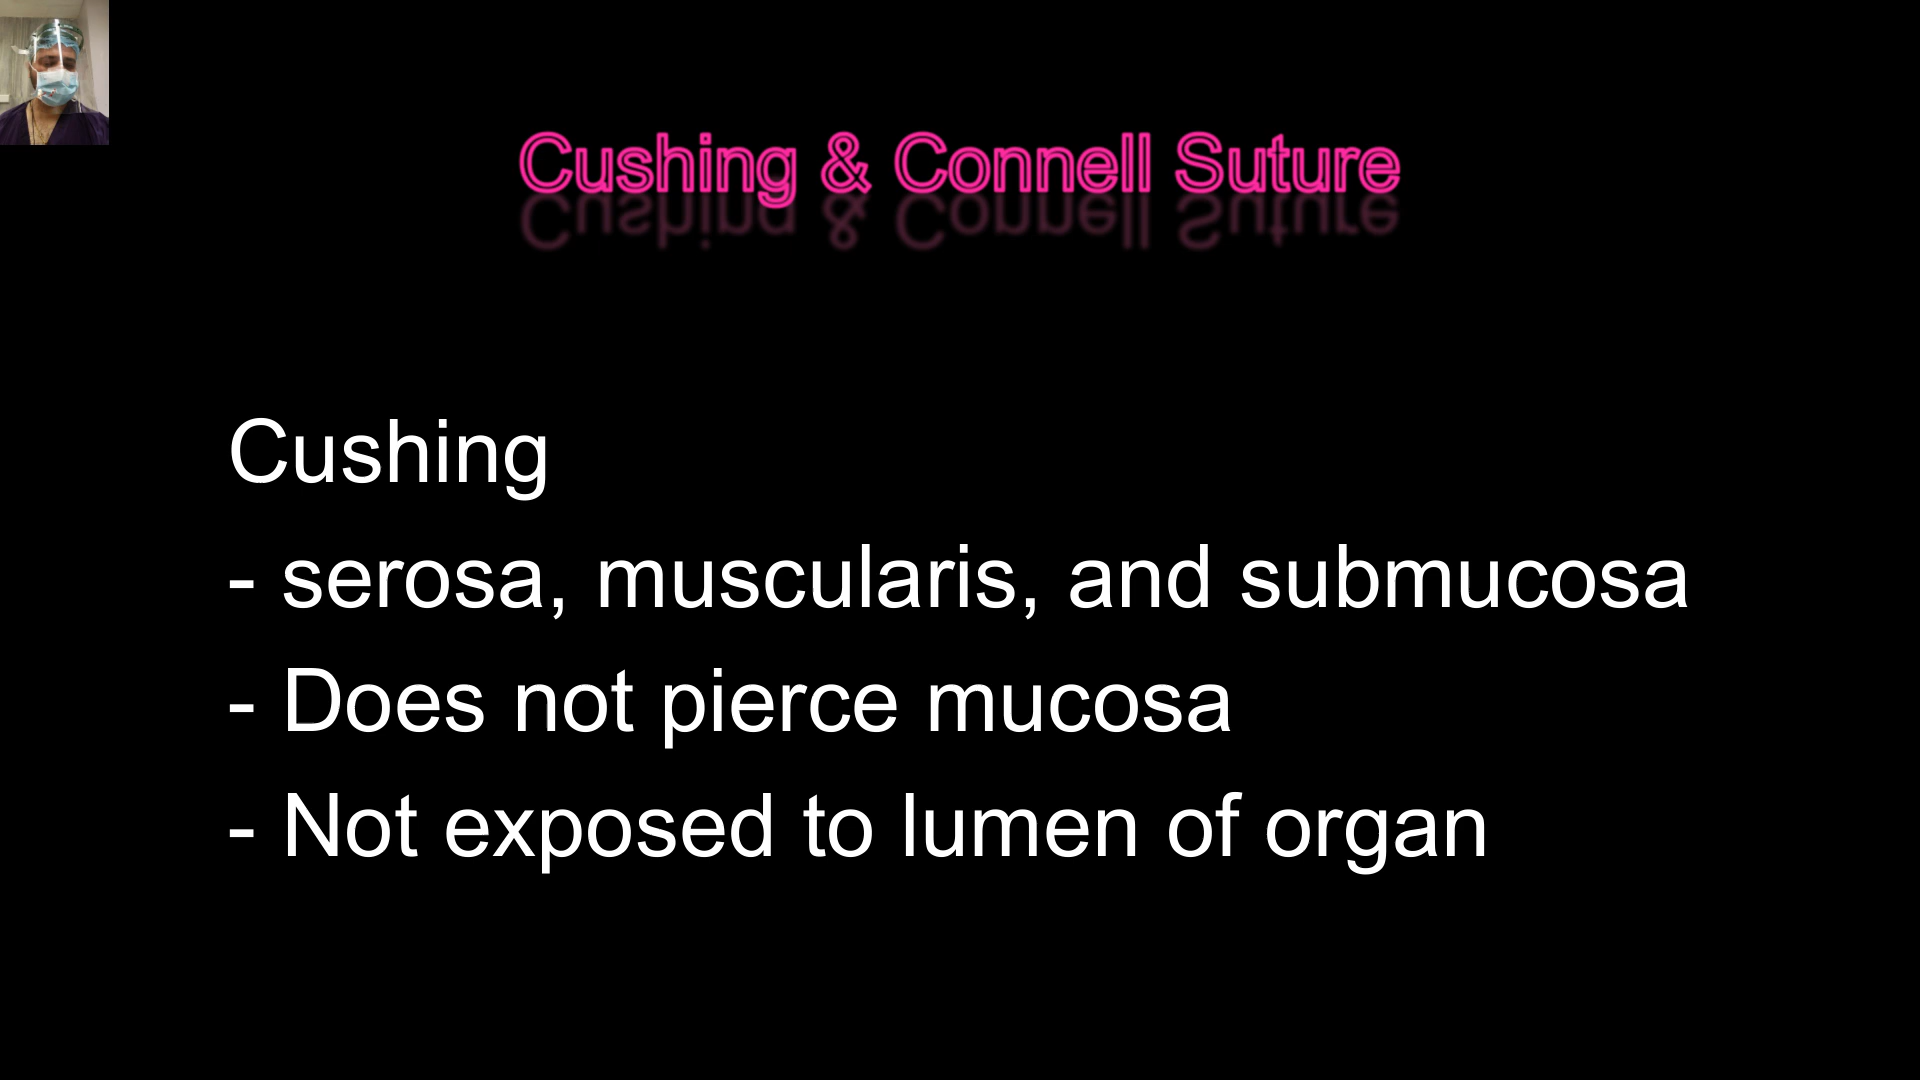 Cushing & Connell Suture
Cushing
- serosa, muscularis, and submucosa
- Does not pierce mucosa
- Not exposed to lumen of organ